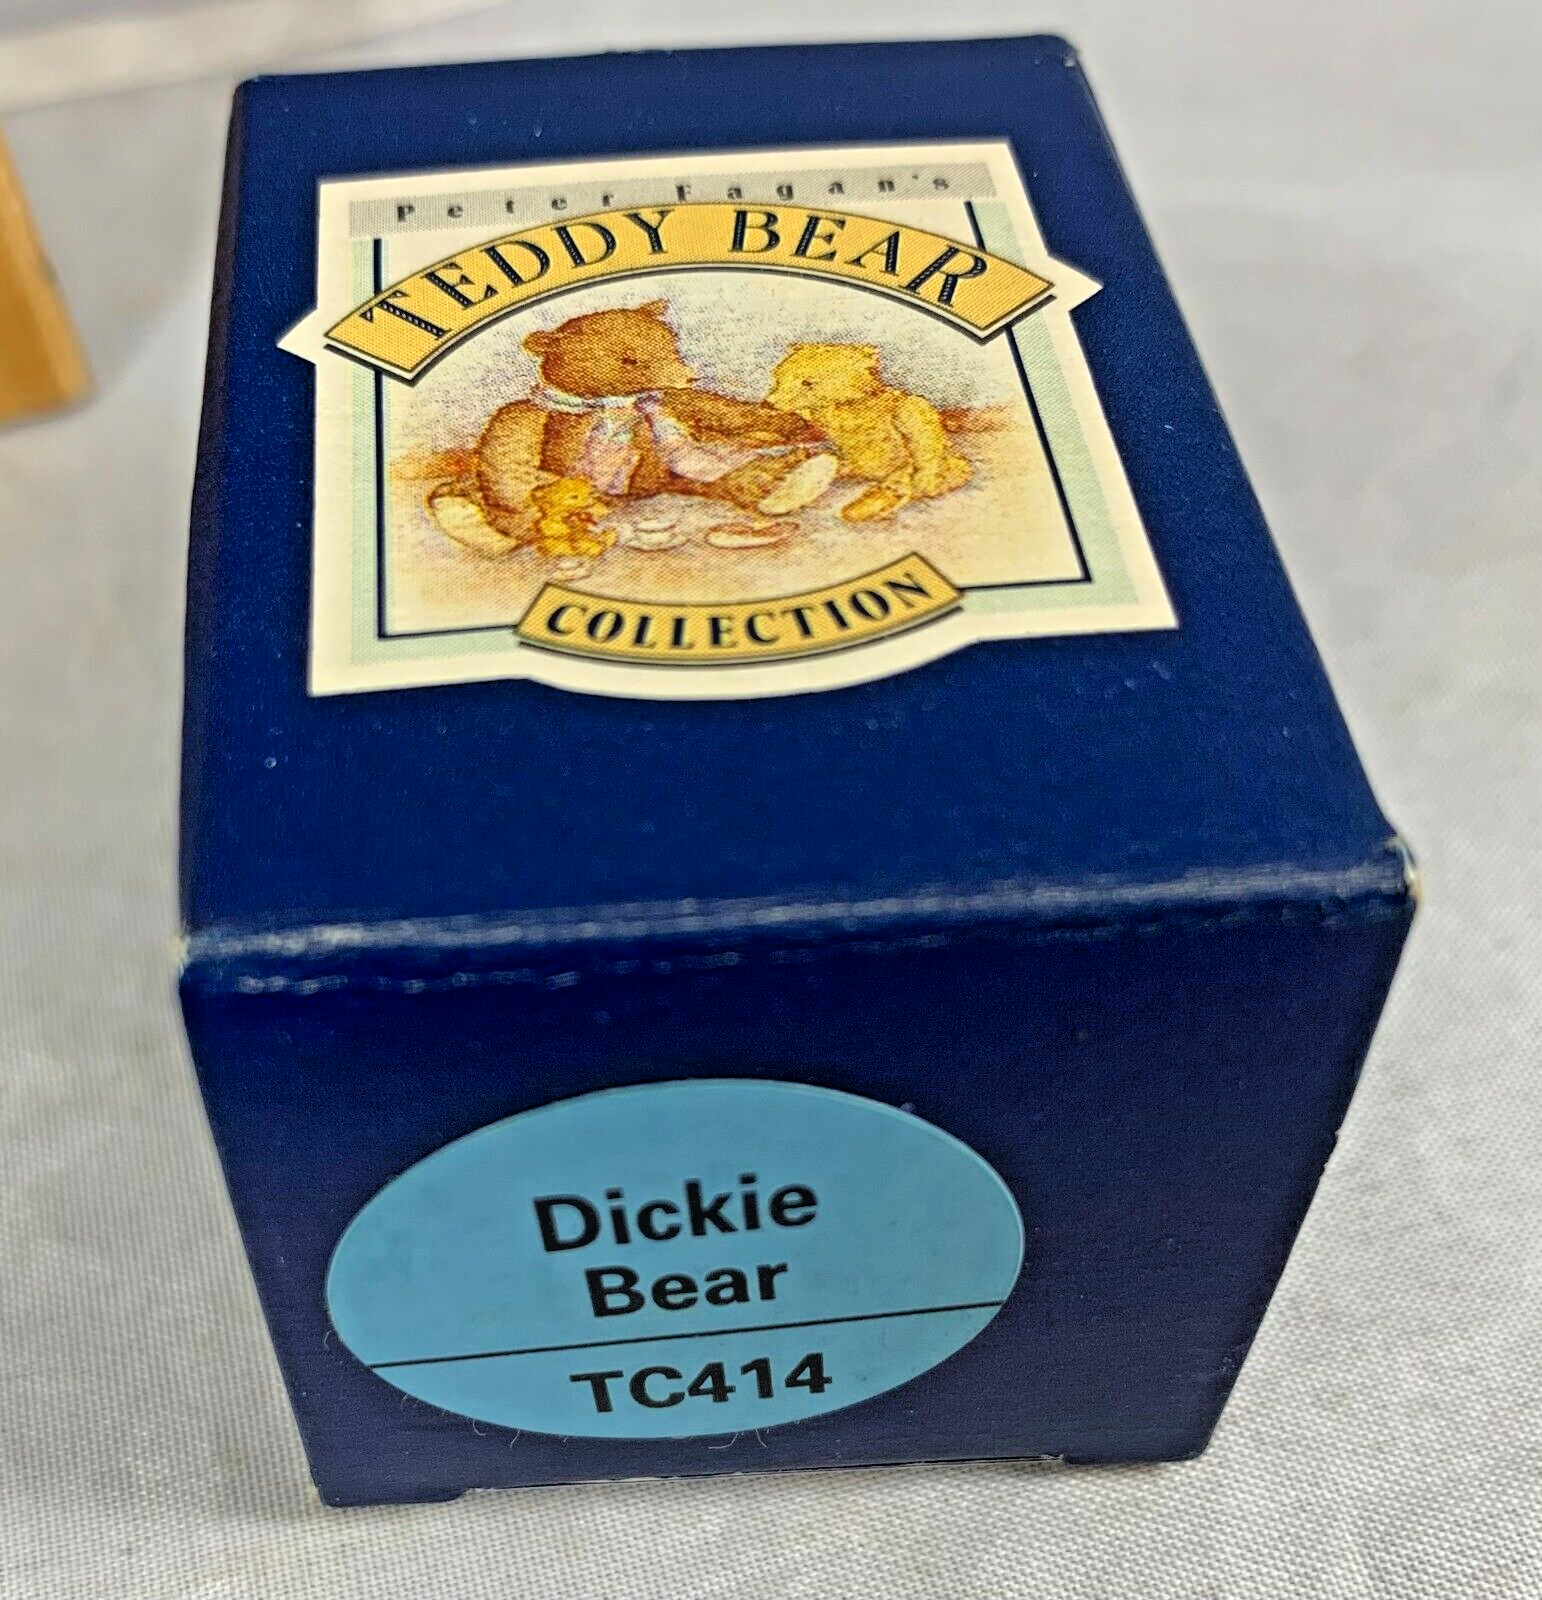 Peter Fagan's
TEDDY BEAR
COLLECTION
Dickie
Bear
TC414